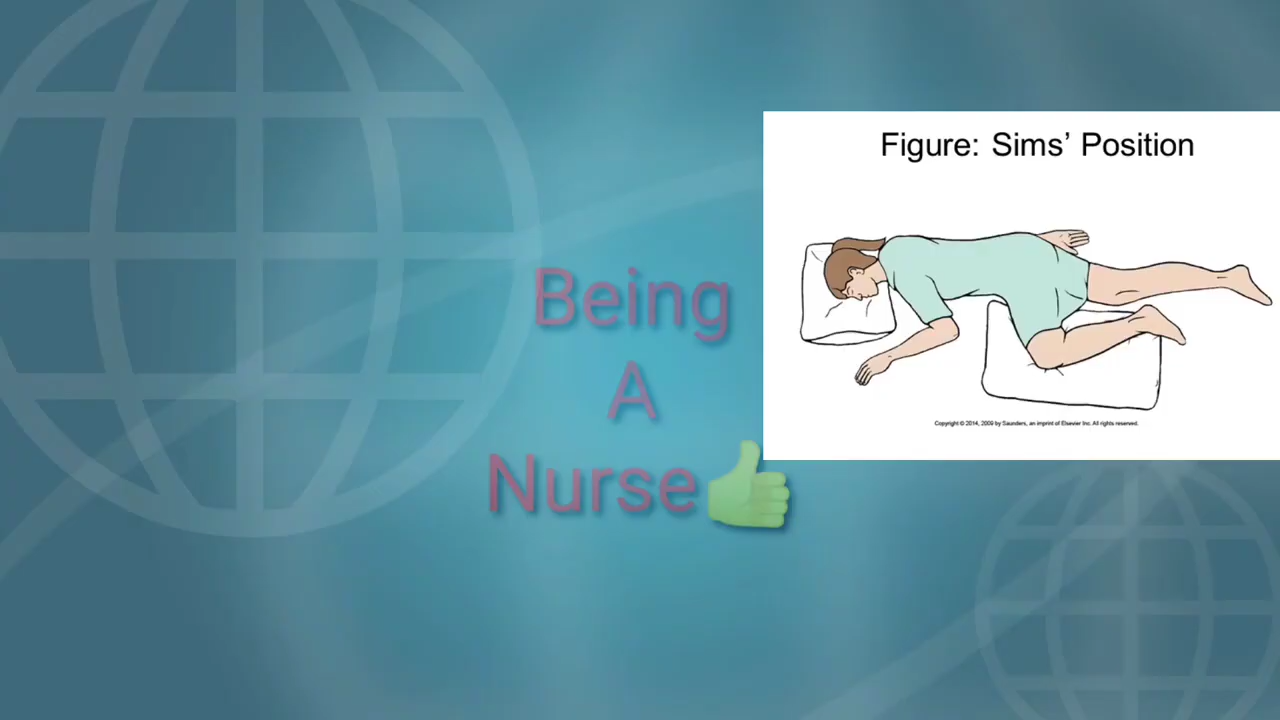 Figure: Sims’ Position
Being
A
Nurse
Copyright © 2014, 2009 by Saunders, an imprint of Elsevier Inc. All rights reserved.